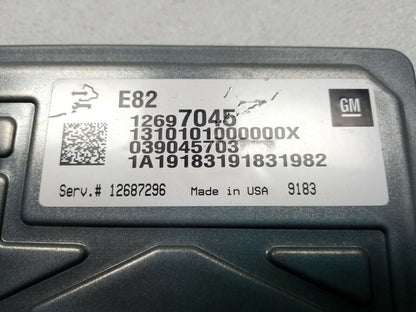 E82
GM
12697045
1310101000000X
039045703
1A19183191831982
Serv.# 12687296 Made in USA 9183